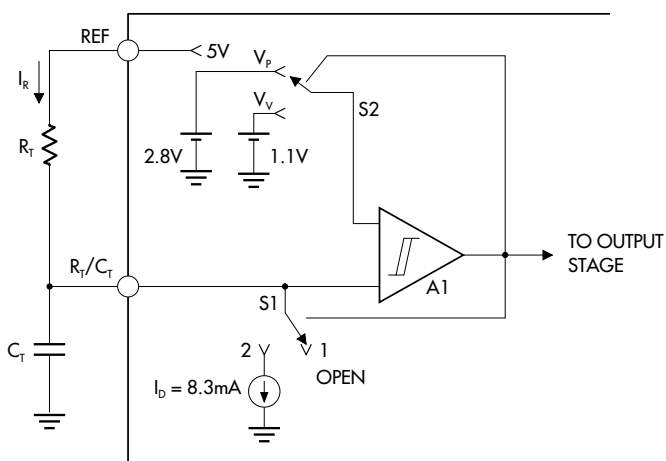 REF
5V
I_R
V_P
V_V
S2
R_T
2.8V
1.1V
TO OUTPUT
STAGE
R_T/C_T
A1
S1
C_T
2
1
OPEN
I_D = 8.3mA